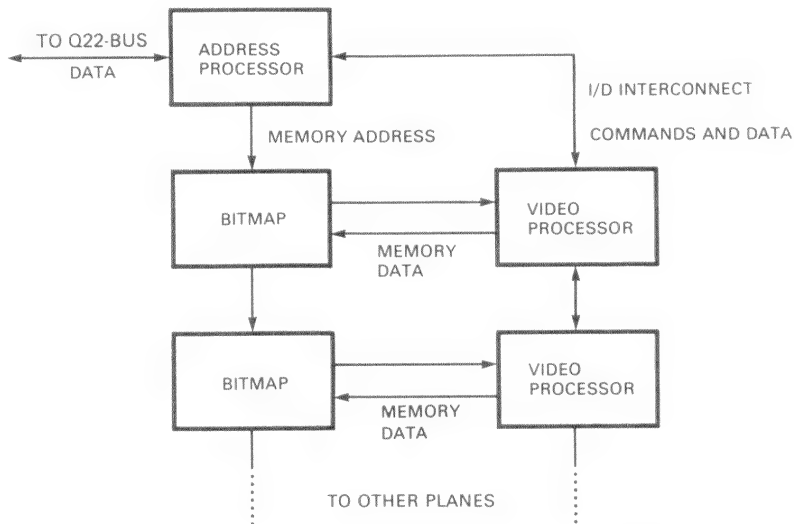 TO Q22-BUS
DATA
ADDRESS
PROCESSOR
I/D INTERCONNECT
COMMANDS AND DATA
MEMORY ADDRESS
BITMAP
VIDEO
PROCESSOR
MEMORY
DATA
BITMAP
VIDEO
PROCESSOR
MEMORY
DATA
TO OTHER PLANES